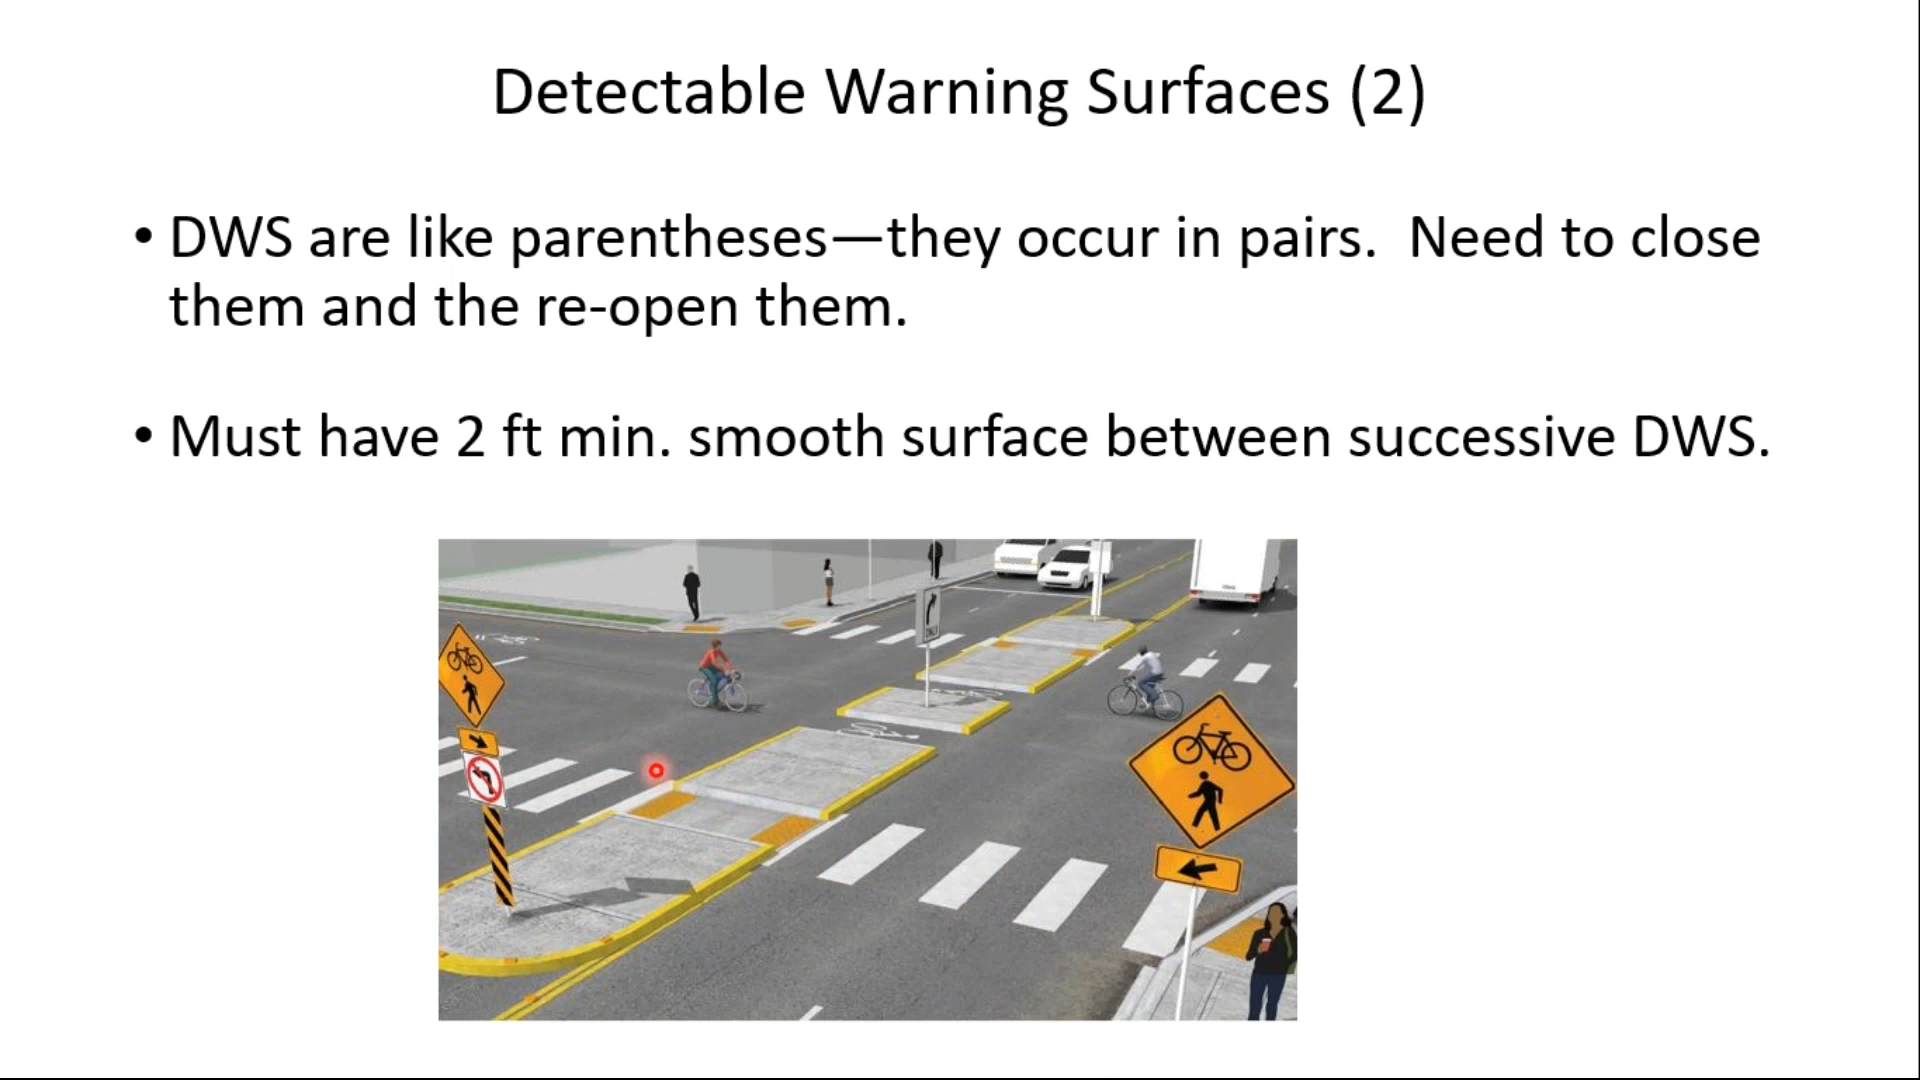 Detectable Warning Surfaces (2)
• DWS are like parentheses—they occur in pairs.  Need to close
them and the re-open them.
• Must have 2 ft min. smooth surface between successive DWS.
ONLY